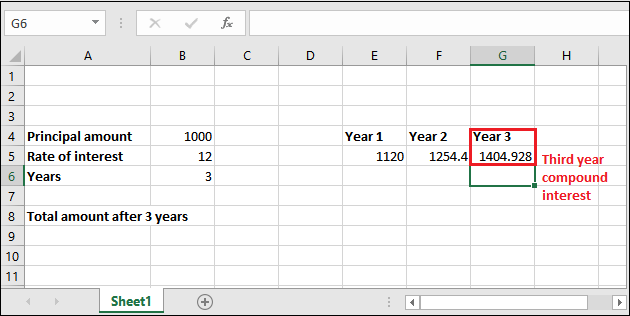 G6 fx
A B C D E F G H
1
2
3
4 Principal amount 1000 Year 1 Year 2 Year 3
5 Rate of interest 12 1120 1254.4 1404.928 Third year
6 Years 3 compound
7 interest
8 Total amount after 3 years
9
10
11
Sheet1